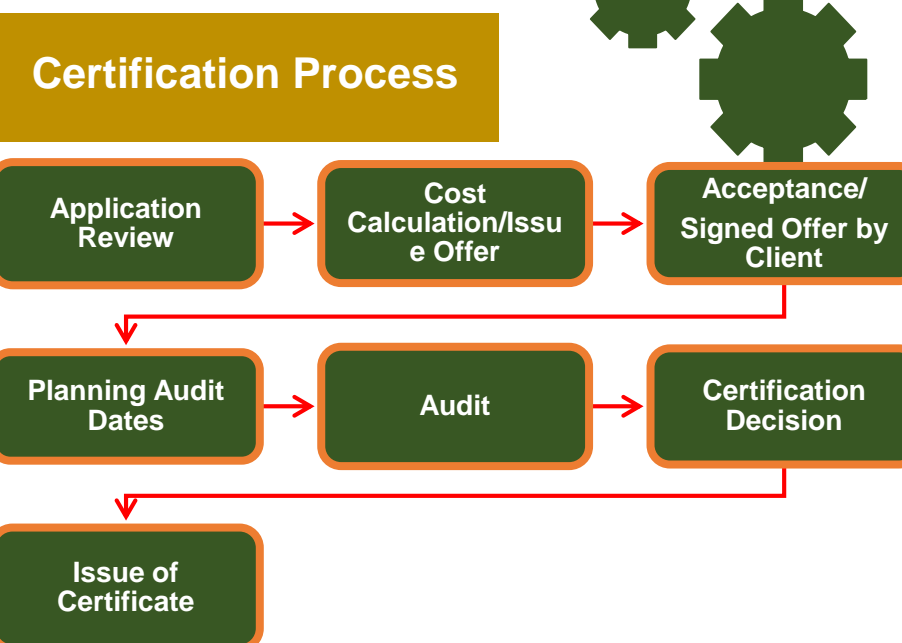 Certification Process
Application
Review
Cost
Calculation/Issu
e Offer
Acceptance/
Signed Offer by
Client
Planning Audit
Dates
Audit
Certification
Decision
Issue of
Certificate